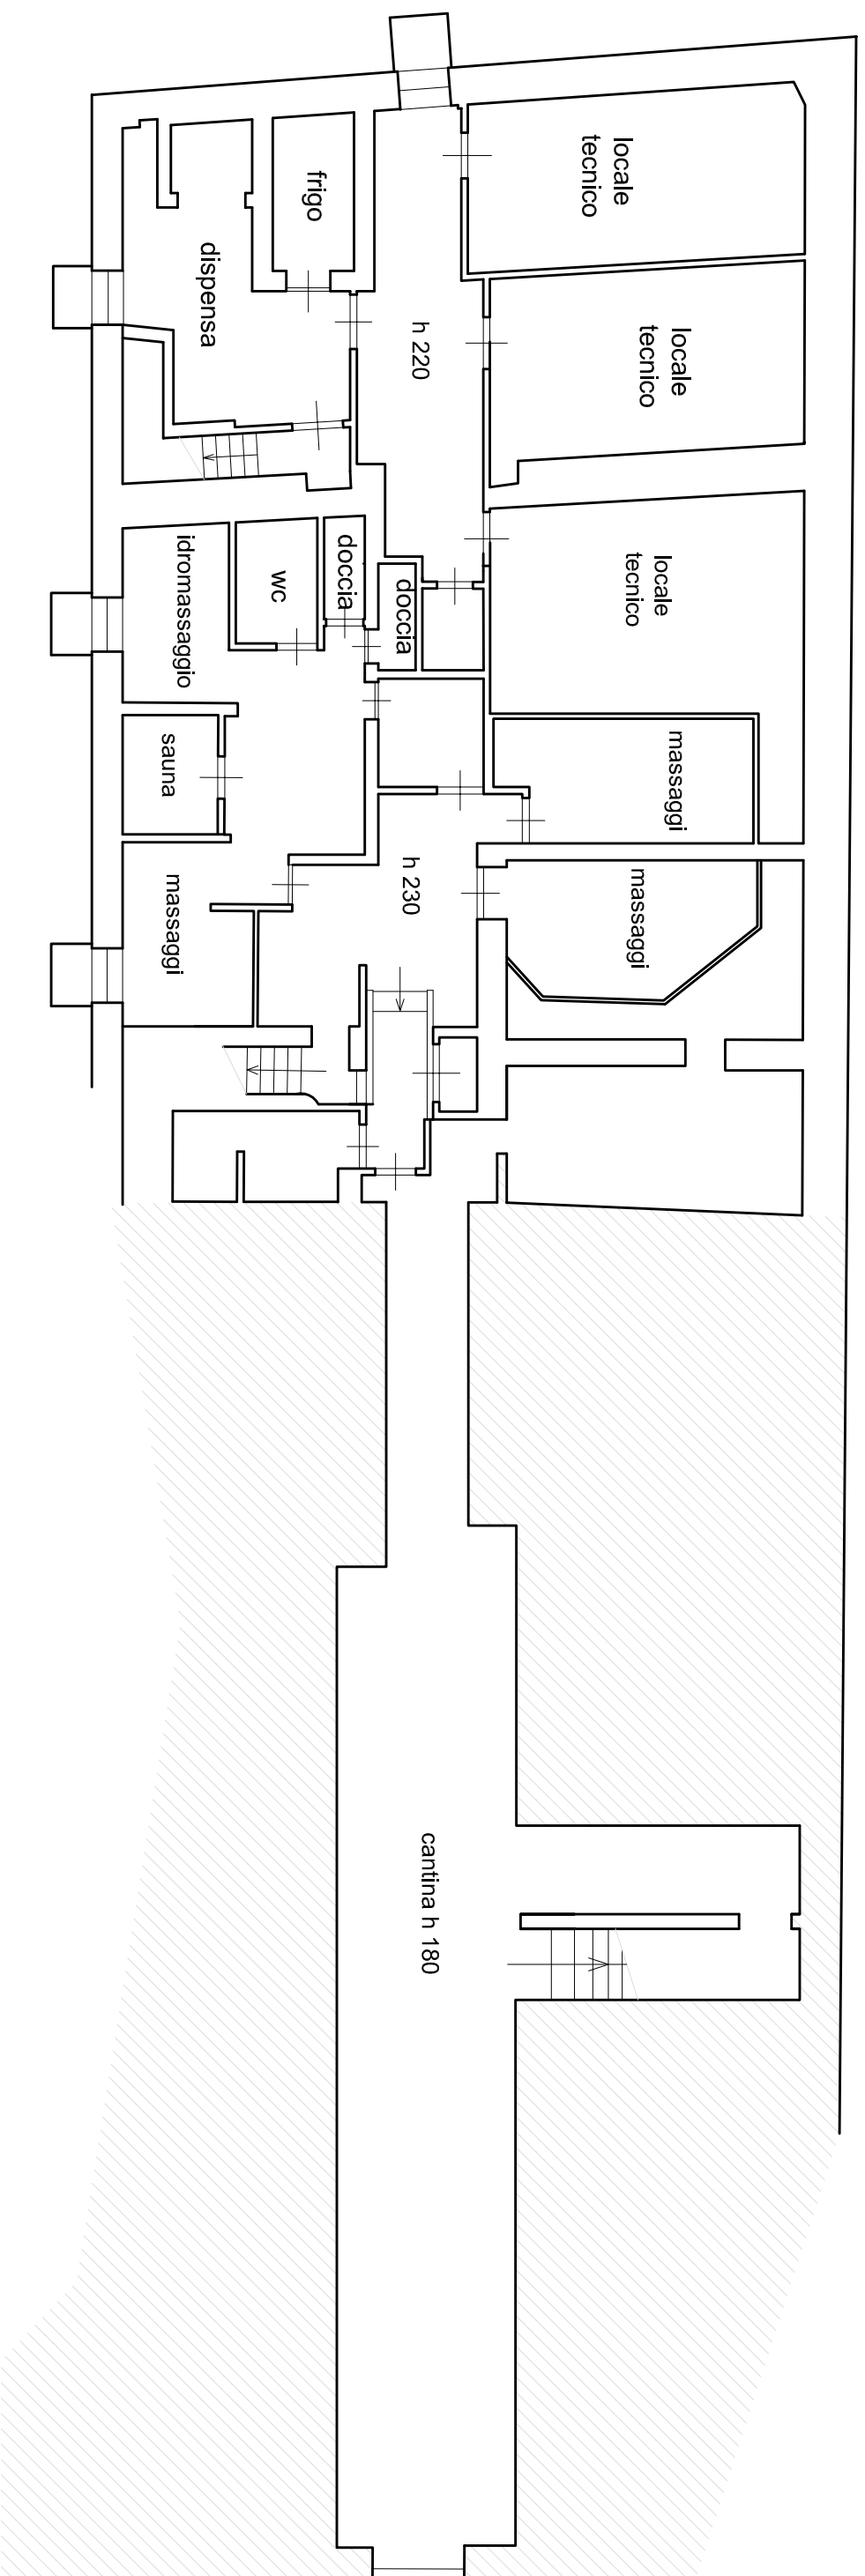 locale
tecnico
frigo
dispensa
h 220
locale
tecnico
idromassaggio
wc
doccia
doccia
locale
tecnico
sauna
massaggi
massaggi
h 230
massaggi
cantina h 180